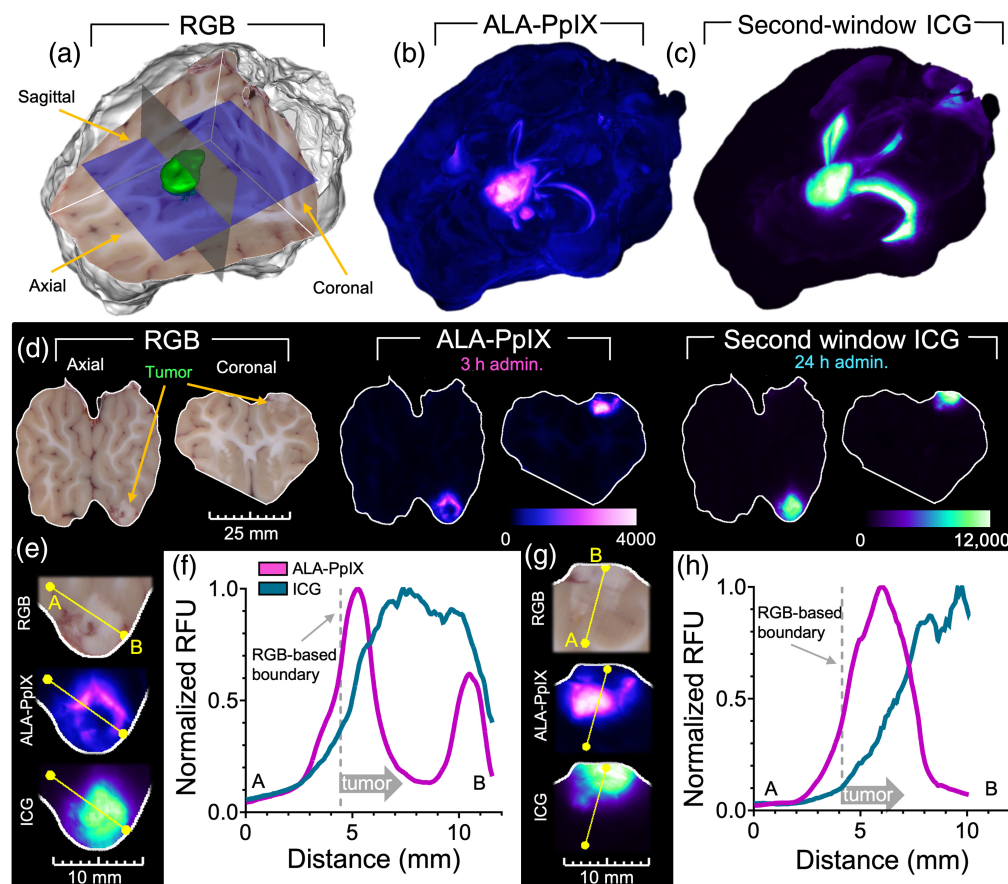 RGB
ALA-PpIX
Second-window ICG
(a)
(b)
(c)
Sagittal
Axial
Coronal
(d)
RGB
ALA-PpIX
Second window ICG
Axial
Coronal
3 h admin.
24 h admin.
Tumor
25 mm
0
4000
0
12,000
(e)
RGB
A
B
ALA-PpIX
ICG
10 mm
(f)
ALA-PpIX
ICG
1.0
0.5
0.0
Normalized RFU
RGB-based
boundary
A
tumor
B
0
5
10
Distance (mm)
(g)
RGB
B
A
ALA-PpIX
ICG
10 mm
(h)
1.0
0.5
0.0
Normalized RFU
RGB-based
boundary
A
tumor
B
0
5
10
Distance (mm)